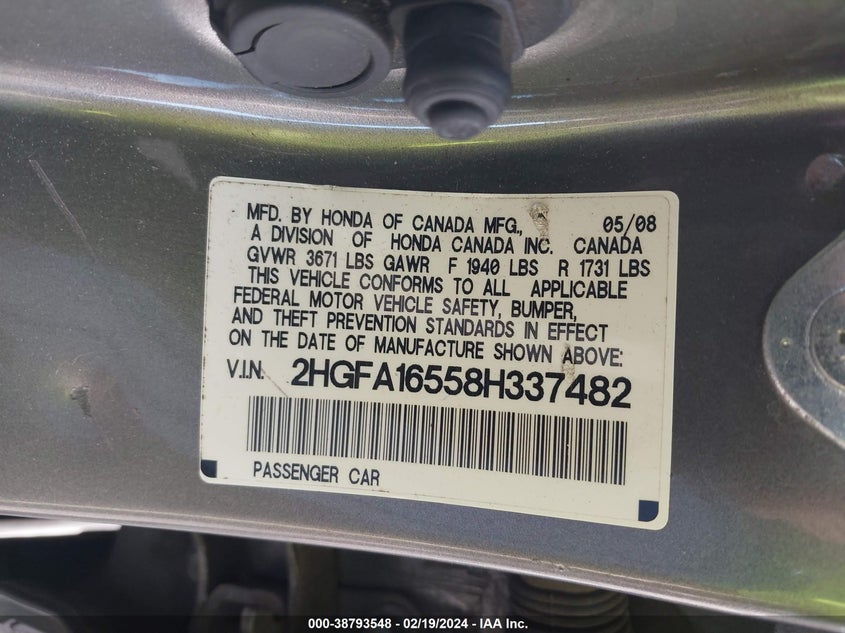 MFD. BY HONDA OF CANADA MFG., 05/08
A DIVISION OF HONDA CANADA INC. CANADA
GVWR 3671 LBS GAWR F 1940 LBS R 1731 LBS
THIS VEHICLE CONFORMS TO ALL APPLICABLE
FEDERAL MOTOR VEHICLE SAFETY, BUMPER,
AND THEFT PREVENTION STANDARDS IN EFFECT
ON THE DATE OF MANUFACTURE SHOWN ABOVE:
V.I.N. 2HGFA16558H337482
PASSENGER CAR
000-38793548 - 02/19/2024 - IAA Inc.